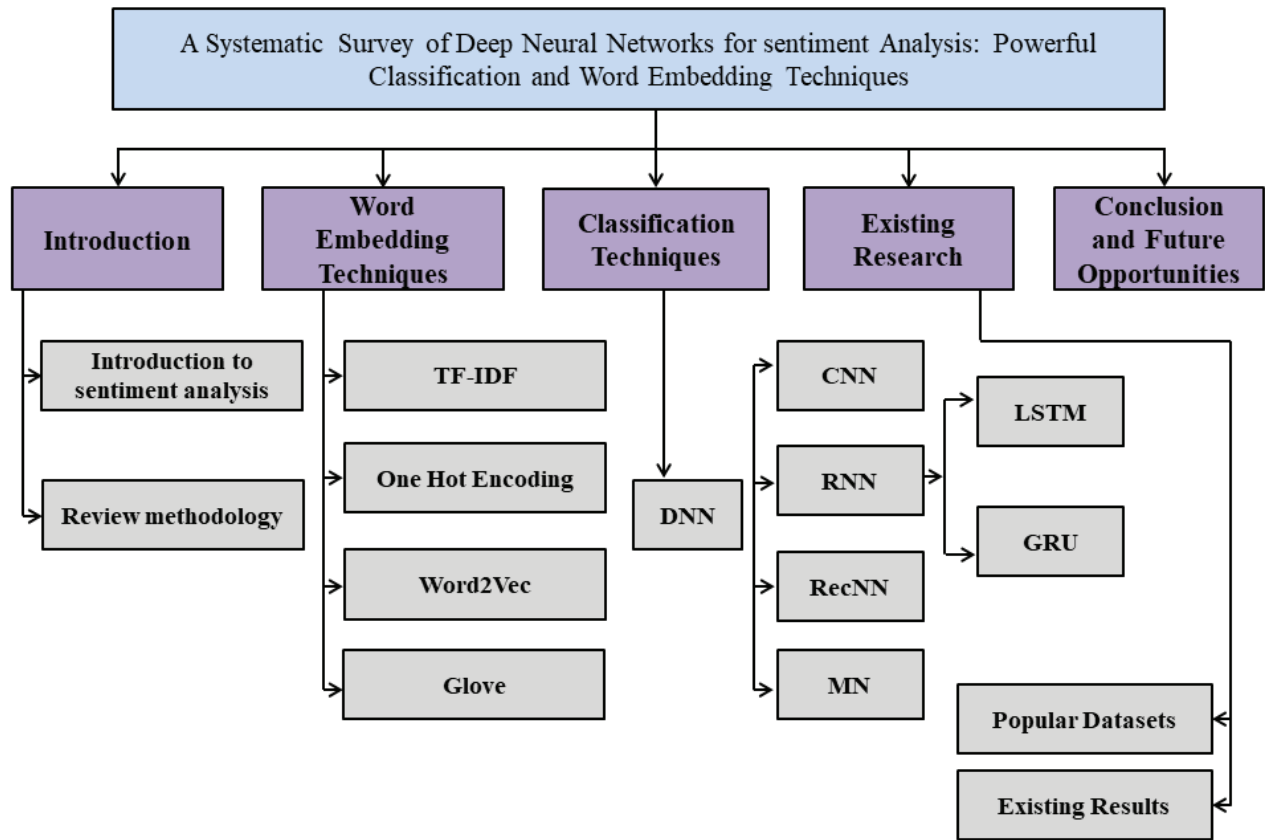 A Systematic Survey of Deep Neural Networks for sentiment Analysis: Powerful
Classification and Word Embedding Techniques
Introduction
Word
Embedding
Techniques
Classification
Techniques
Existing
Research
Conclusion
and Future
Opportunities
Introduction to
sentiment analysis
Review methodology
TF-IDF
One Hot Encoding
Word2Vec
Glove
DNN
CNN
RNN
RecNN
MN
LSTM
GRU
Popular Datasets
Existing Results